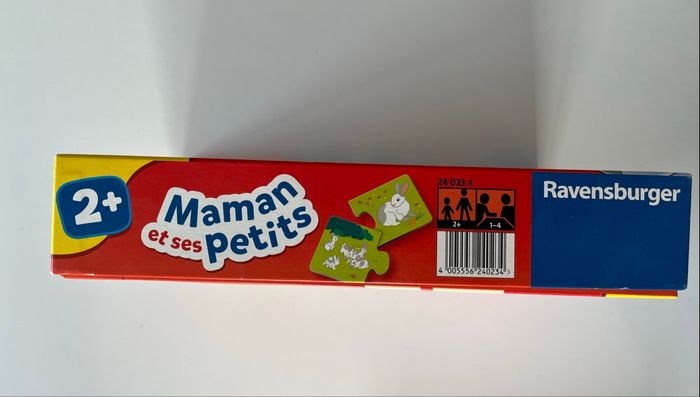 2+
Maman
et ses petits
24 023 4
2+ 1-4
4 005556 240234 >
Ravensburger